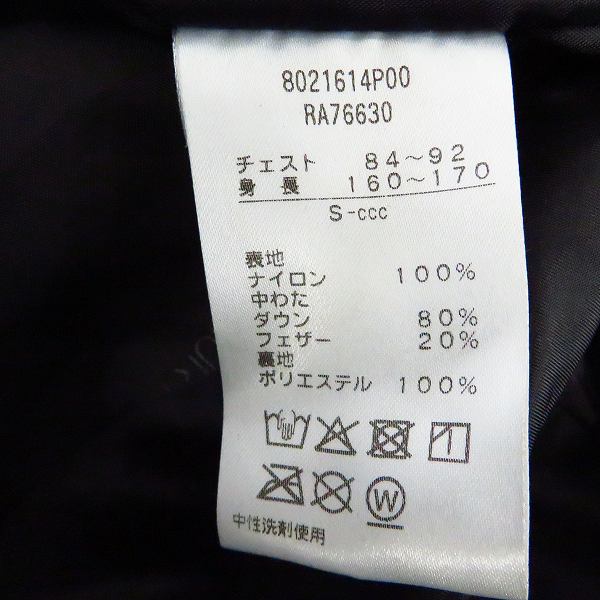 8021614P00
RA76630
チェスト 84～92
身長 160～170
S-ccc
表地
ナイロン 100%
中わた
ダウン 80%
フェザー 20%
裏地
ポリエステル 100%
W
中性洗剤使用